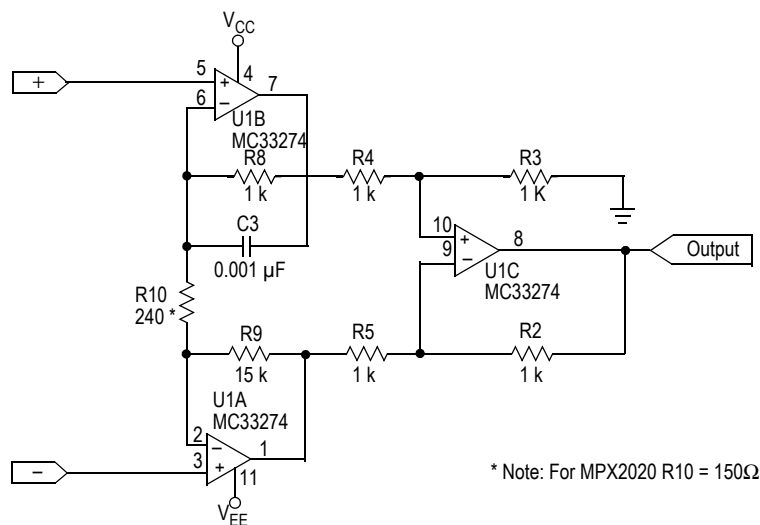 VCC
+
5
4
7
+
6
−
U1B
MC33274
R8
1 k
R4
1 k
R3
1 K
C3
0.001 µF
10
+
8
9
−
Output
U1C
MC33274
R10
240 *
R9
15 k
R5
1 k
R2
1 k
U1A
MC33274
2
−
1
−
3
+
11
VEE
* Note: For MPX2020 R10 = 150Ω